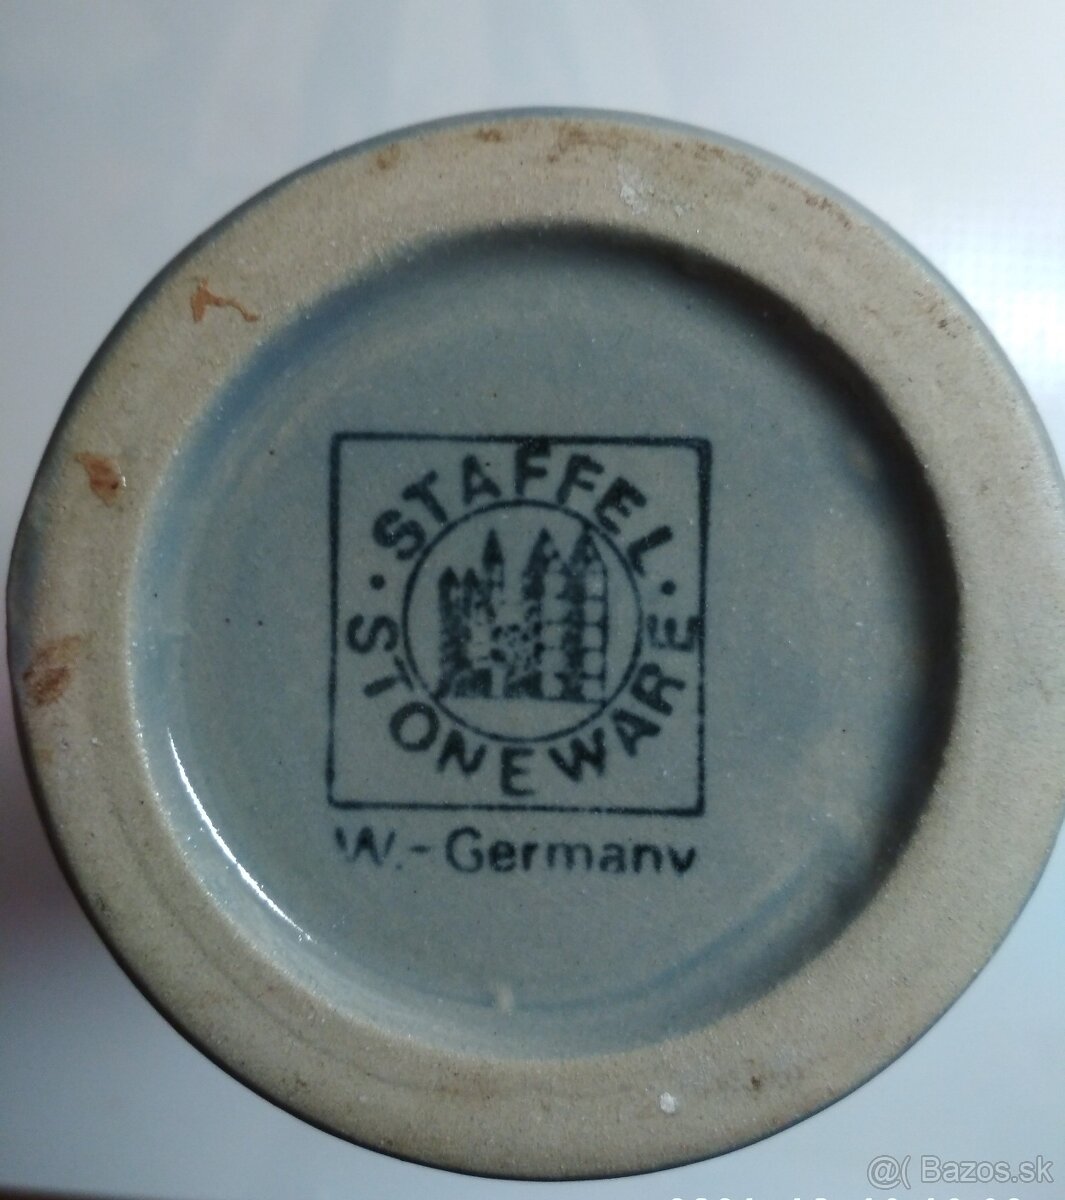 · STAFFEL ·
STONEWARE
W.-Germany
@( Bazos.sk